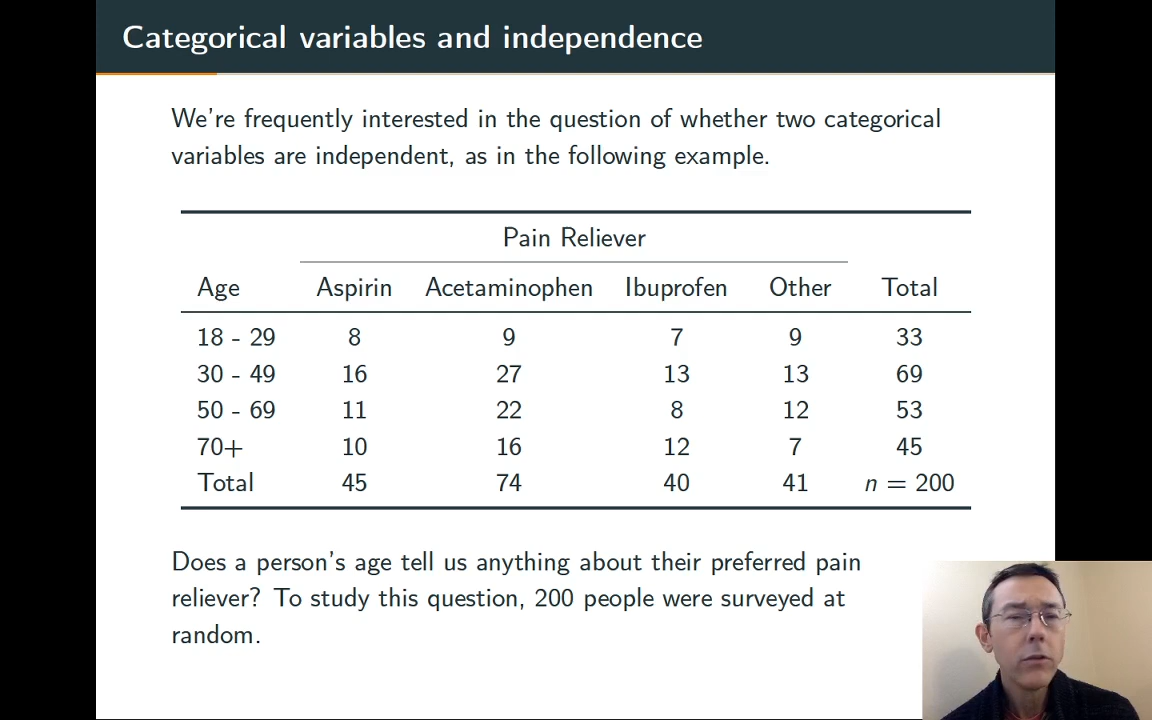 Categorical variables and independence
We're frequently interested in the question of whether two categorical
variables are independent, as in the following example.
Pain Reliever
Age Aspirin Acetaminophen Ibuprofen Other Total
18 - 29 8 9 7 9 33
30 - 49 16 27 13 13 69
50 - 69 11 22 8 12 53
70+ 10 16 12 7 45
Total 45 74 40 41 n = 200
Does a person's age tell us anything about their preferred pain
reliever? To study this question, 200 people were surveyed at
random.